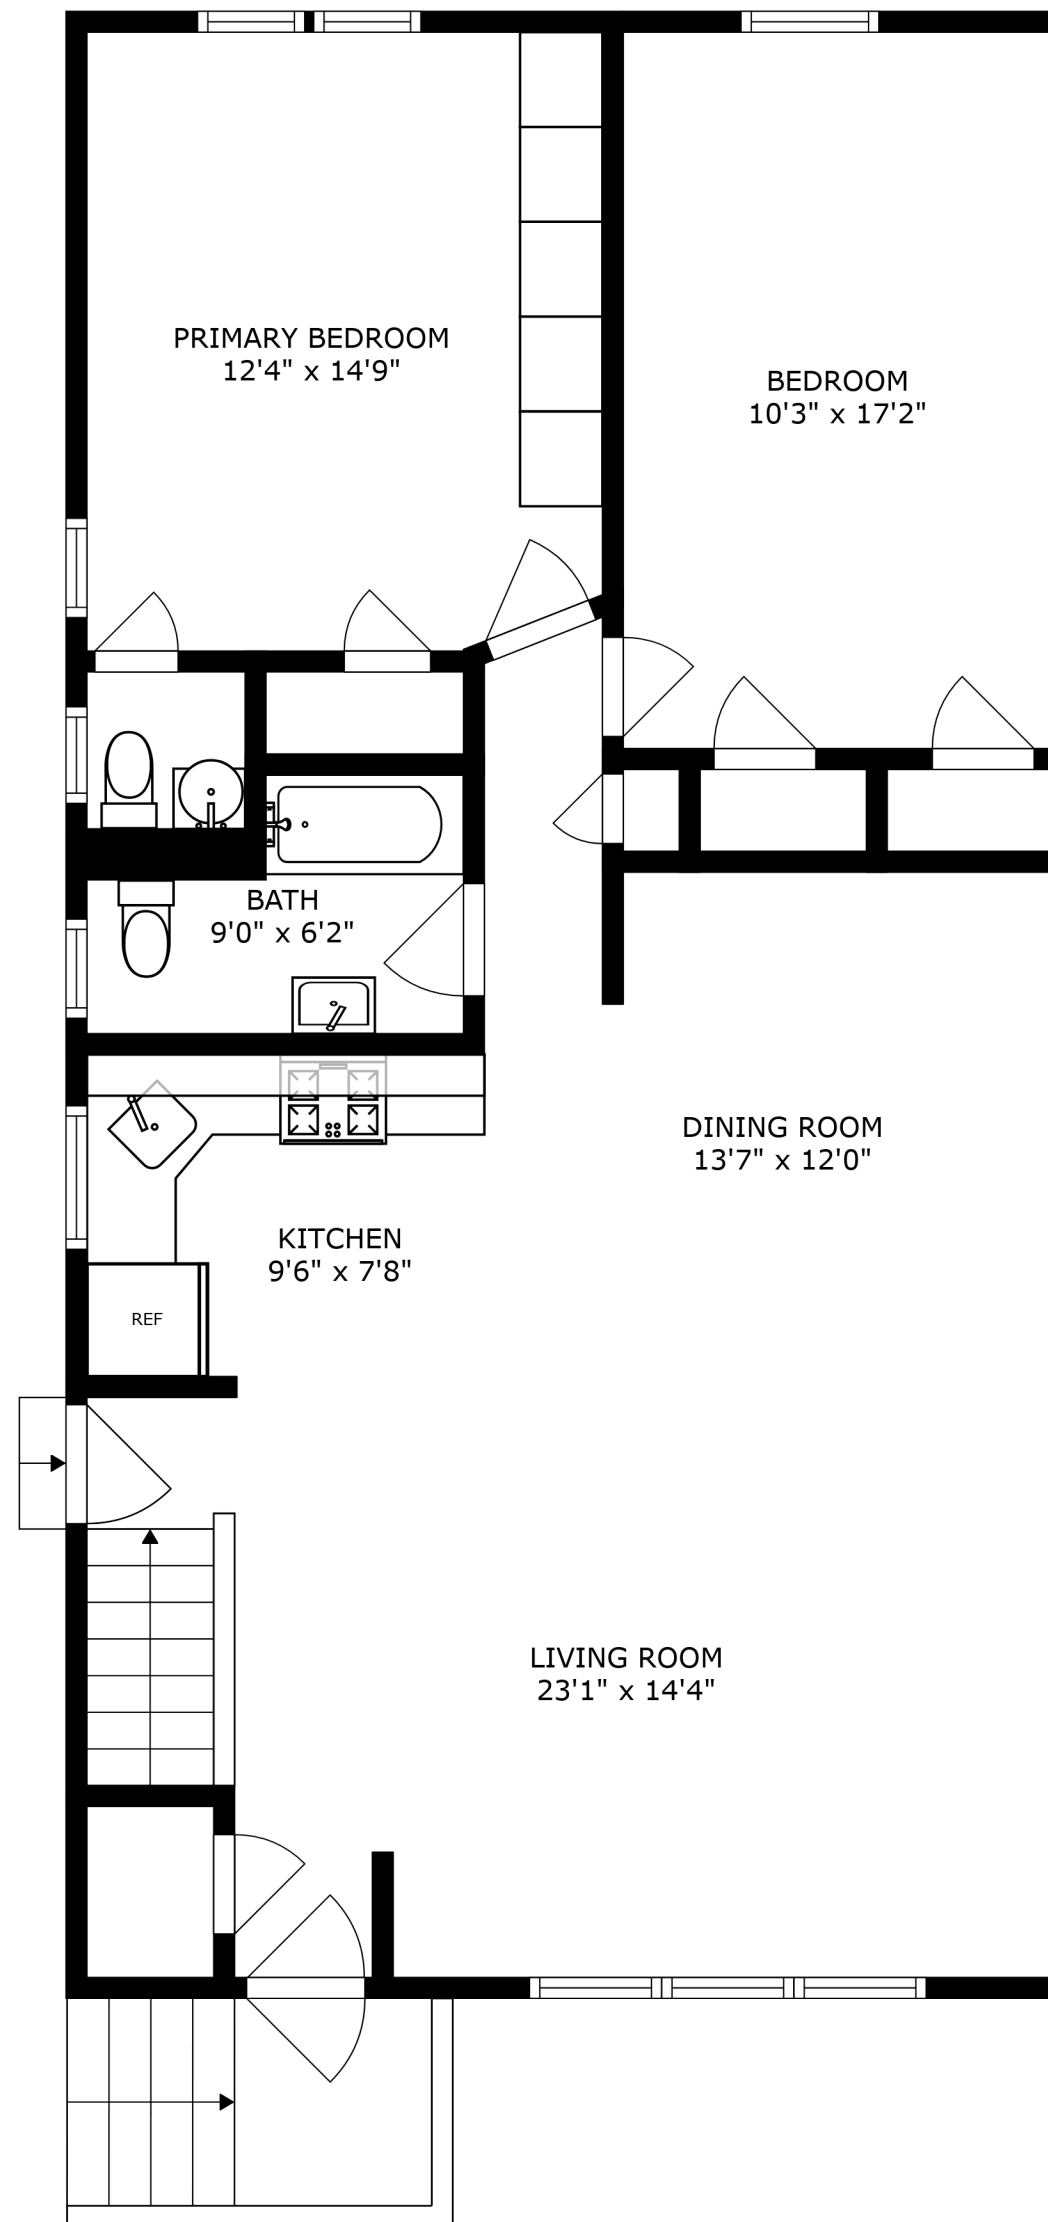 PRIMARY BEDROOM
12'4" x 14'9"
BEDROOM
10'3" x 17'2"
BATH
9'0" x 6'2"
DINING ROOM
13'7" x 12'0"
KITCHEN
9'6" x 7'8"
REF
LIVING ROOM
23'1" x 14'4"